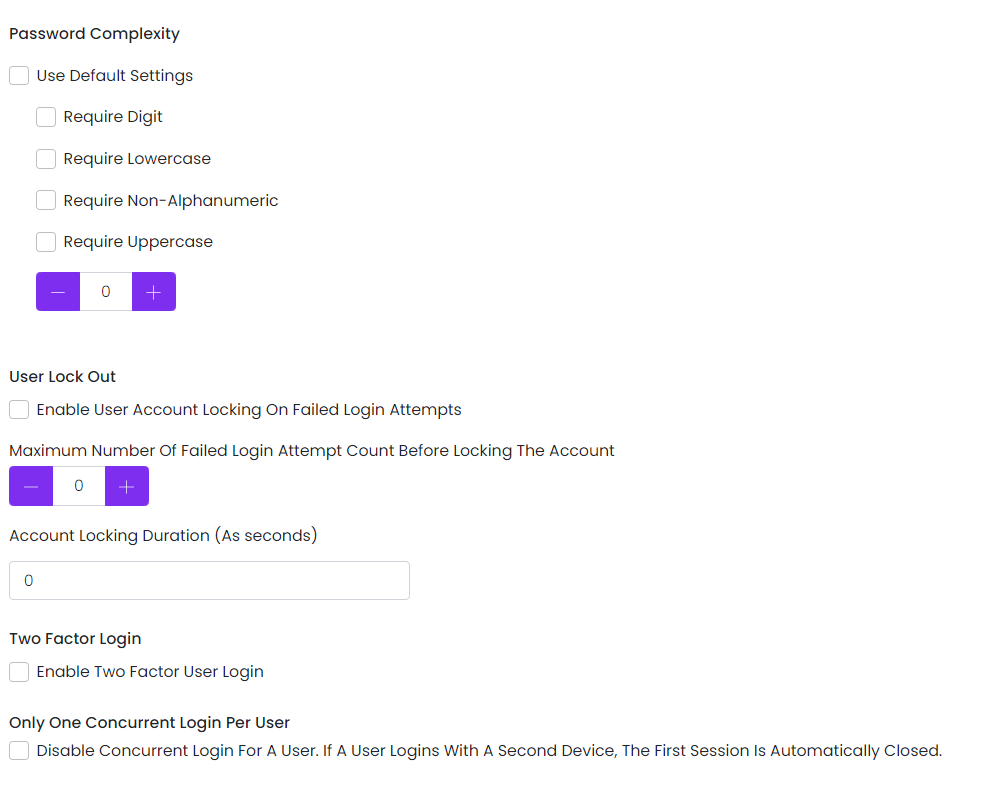 Password Complexity
Use Default Settings
Require Digit
Require Lowercase
Require Non-Alphanumeric
Require Uppercase
0
User Lock Out
Enable User Account Locking On Failed Login Attempts
Maximum Number Of Failed Login Attempt Count Before Locking The Account
0
Account Locking Duration (As seconds)
0
Two Factor Login
Enable Two Factor User Login
Only One Concurrent Login Per User
Disable Concurrent Login For A User. If A User Logins With A Second Device, The First Session Is Automatically Closed.